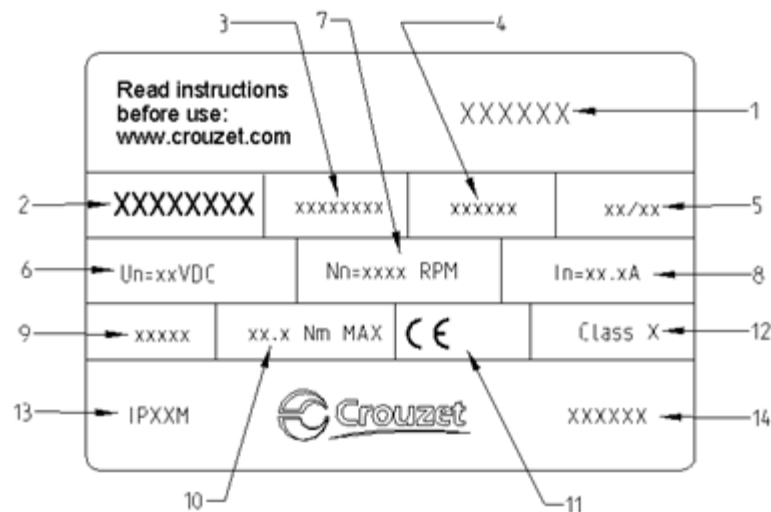 3 7 4
Read instructions
before use:
www.crouzet.com
XXXXXX 1
2 XXXXXXXX xxxxxxxx xxxxxx xx/xx 5
6 Un=xxVDC Nn=xxxx RPM In=xx.xA 8
9 xxxxx xx.x Nm MAX CE Class X 12
13 IPXXM Crouzet XXXXXX 14
10 11